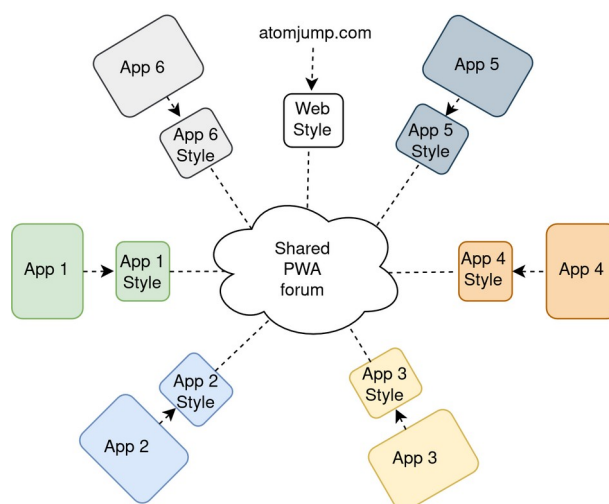 atomjump.com
App 6
App 5
Web
Style
App 6
Style
App 5
Style
App 1
App 1
Style
Shared
PWA
forum
App 4
Style
App 4
App 2
Style
App 3
Style
App 2
App 3